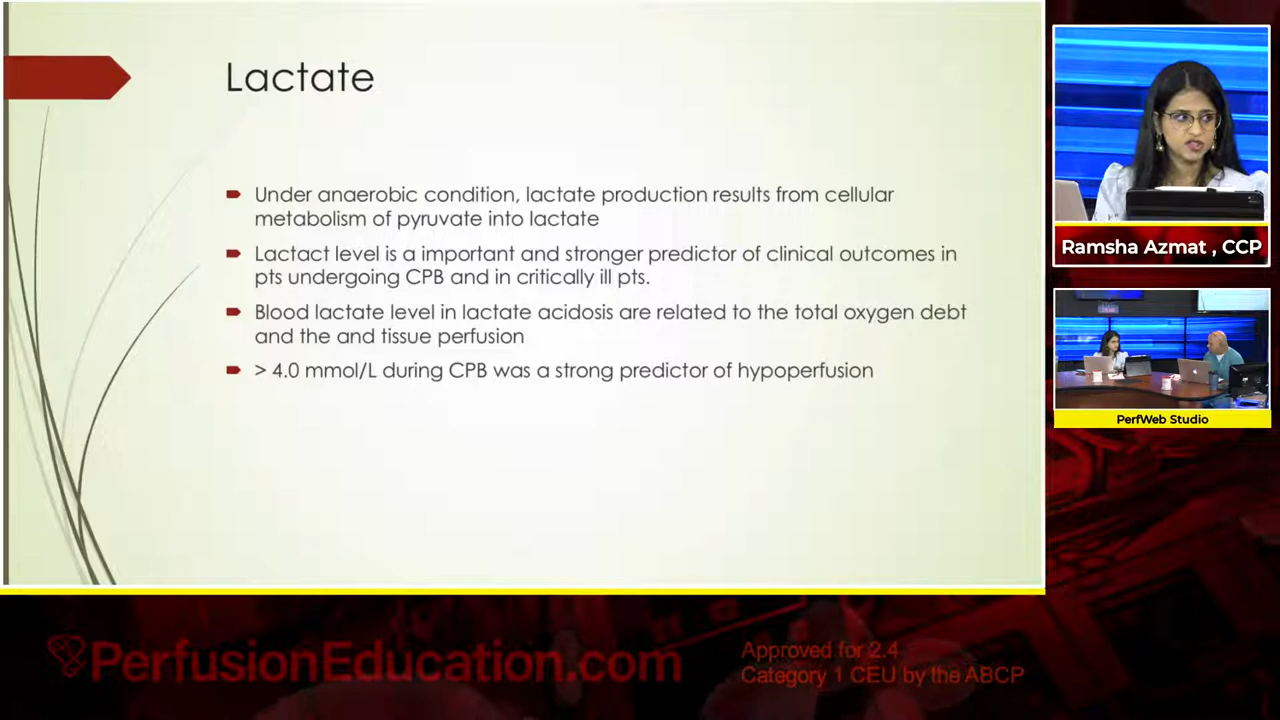 Lactate
Under anaerobic condition, lactate production results from cellular
metabolism of pyruvate into lactate
Lactact level is a important and stronger predictor of clinical outcomes in
pts undergoing CPB and in critically ill pts.
Blood lactate level in lactate acidosis are related to the total oxygen debt
and the and tissue perfusion
> 4.0 mmol/L during CPB was a strong predictor of hypoperfusion
Ramsha Azmat , CCP
PerfWeb Studio
PerfusionEducation.com
Approved for 2.4
Category 1 CEU by the ABCP